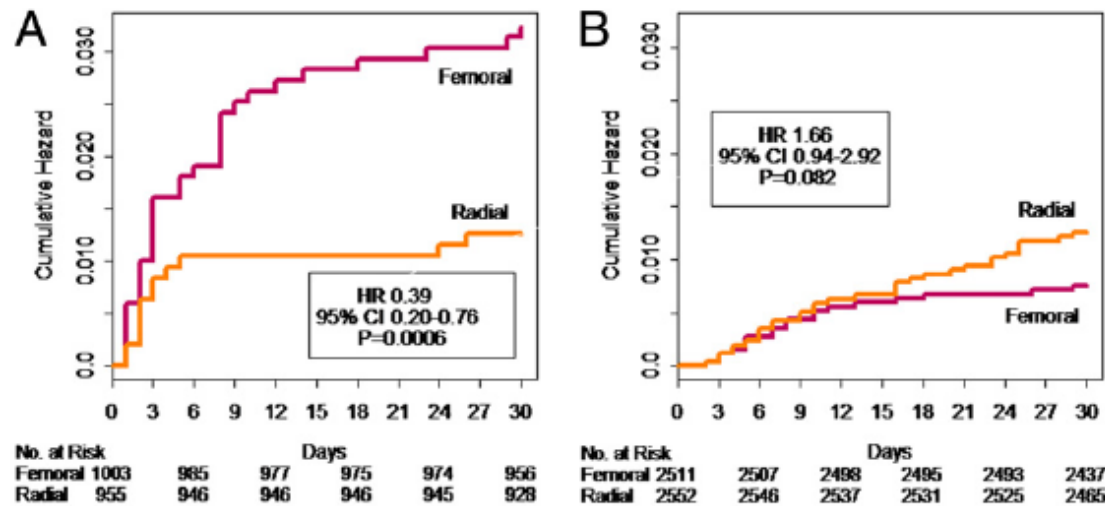 A
Cumulative Hazard
0.030
0.020
0.010
0.0
Femoral
Radial
HR 0.39
95% CI 0.20-0.76
P=0.0006
0 3 6 9 12 15 18 21 24 27 30
Days
No. at Risk
Femoral 1003 985 977 975 974 956
Radial 955 946 946 946 945 928
B
Cumulative Hazard
0.030
0.020
0.010
0.0
HR 1.66
95% CI 0.94-2.92
P=0.082
Radial
Femoral
0 3 6 9 12 15 18 21 24 27 30
Days
No. at Risk
Femoral 2511 2507 2498 2495 2493 2437
Radial 2552 2546 2537 2531 2525 2465